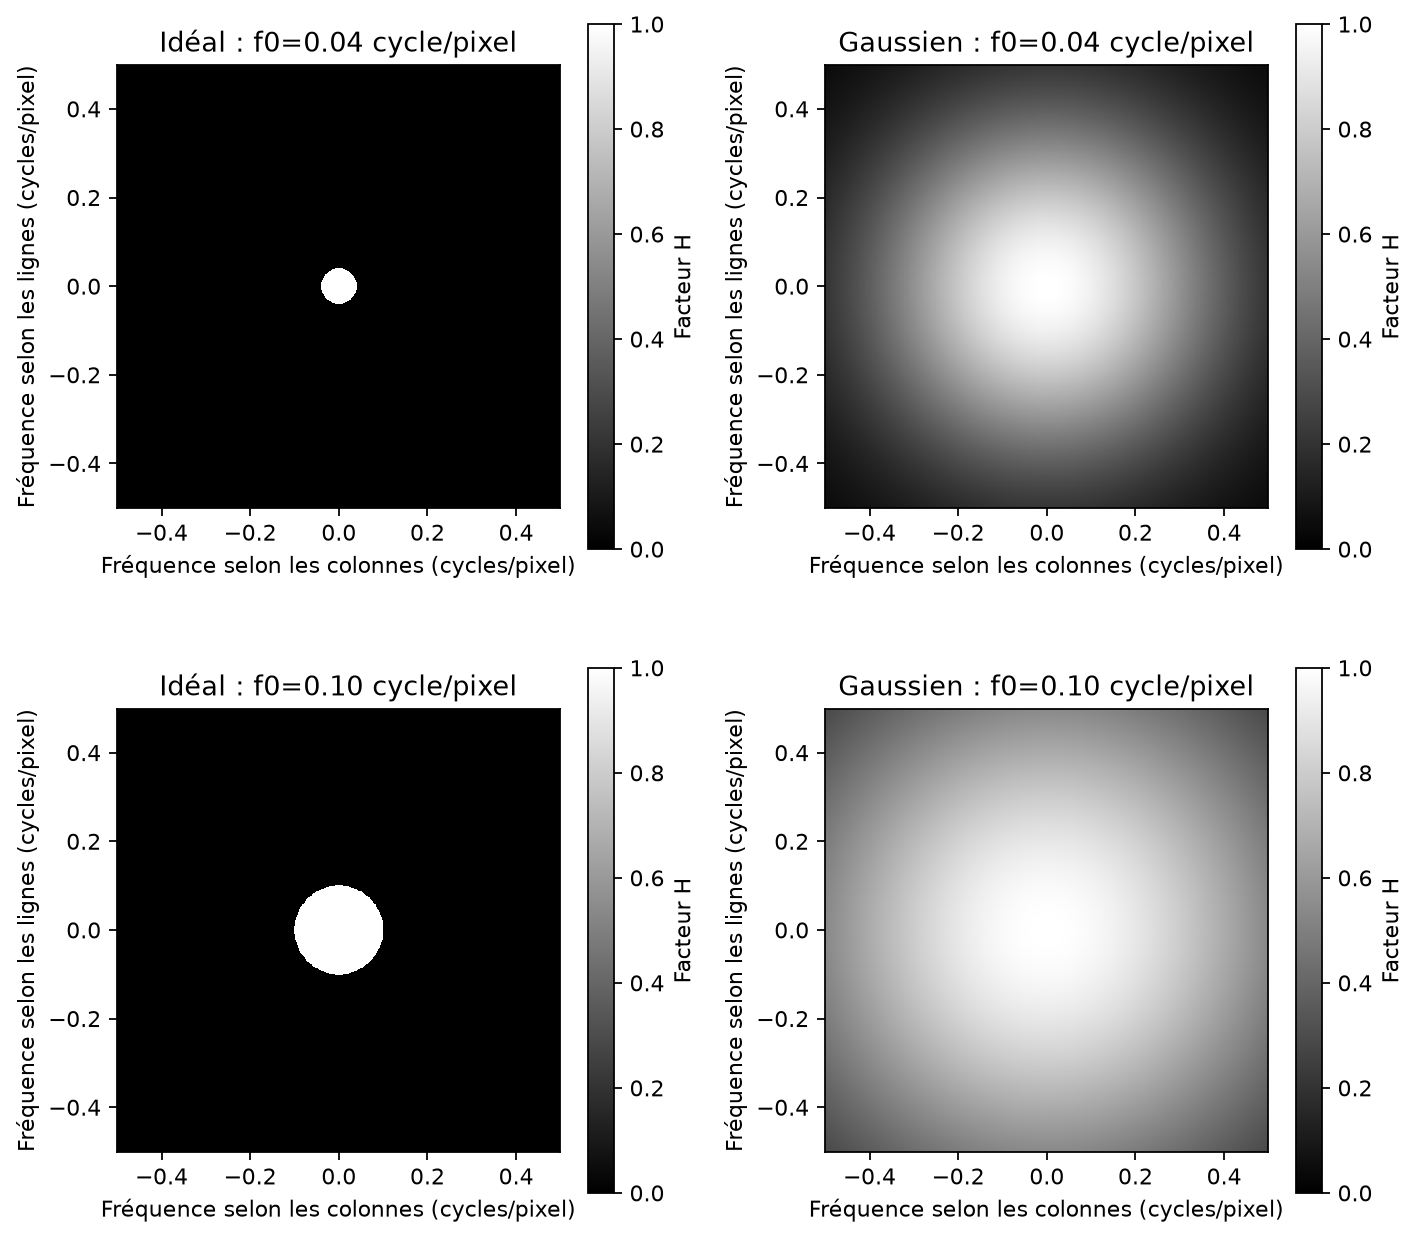 Idéal : f0=0.04 cycle/pixel
Fréquence selon les lignes (cycles/pixel)
0.4
0.2
0.0
−0.2
−0.4
−0.4 −0.2 0.0 0.2 0.4
Fréquence selon les colonnes (cycles/pixel)
1.0
0.8
0.6
0.4
0.2
0.0
Facteur H
Gaussien : f0=0.04 cycle/pixel
Fréquence selon les lignes (cycles/pixel)
0.4
0.2
0.0
−0.2
−0.4
−0.4 −0.2 0.0 0.2 0.4
Fréquence selon les colonnes (cycles/pixel)
1.0
0.8
0.6
0.4
0.2
0.0
Facteur H
Idéal : f0=0.10 cycle/pixel
Fréquence selon les lignes (cycles/pixel)
0.4
0.2
0.0
−0.2
−0.4
−0.4 −0.2 0.0 0.2 0.4
Fréquence selon les colonnes (cycles/pixel)
1.0
0.8
0.6
0.4
0.2
0.0
Facteur H
Gaussien : f0=0.10 cycle/pixel
Fréquence selon les lignes (cycles/pixel)
0.4
0.2
0.0
−0.2
−0.4
−0.4 −0.2 0.0 0.2 0.4
Fréquence selon les colonnes (cycles/pixel)
1.0
0.8
0.6
0.4
0.2
0.0
Facteur H